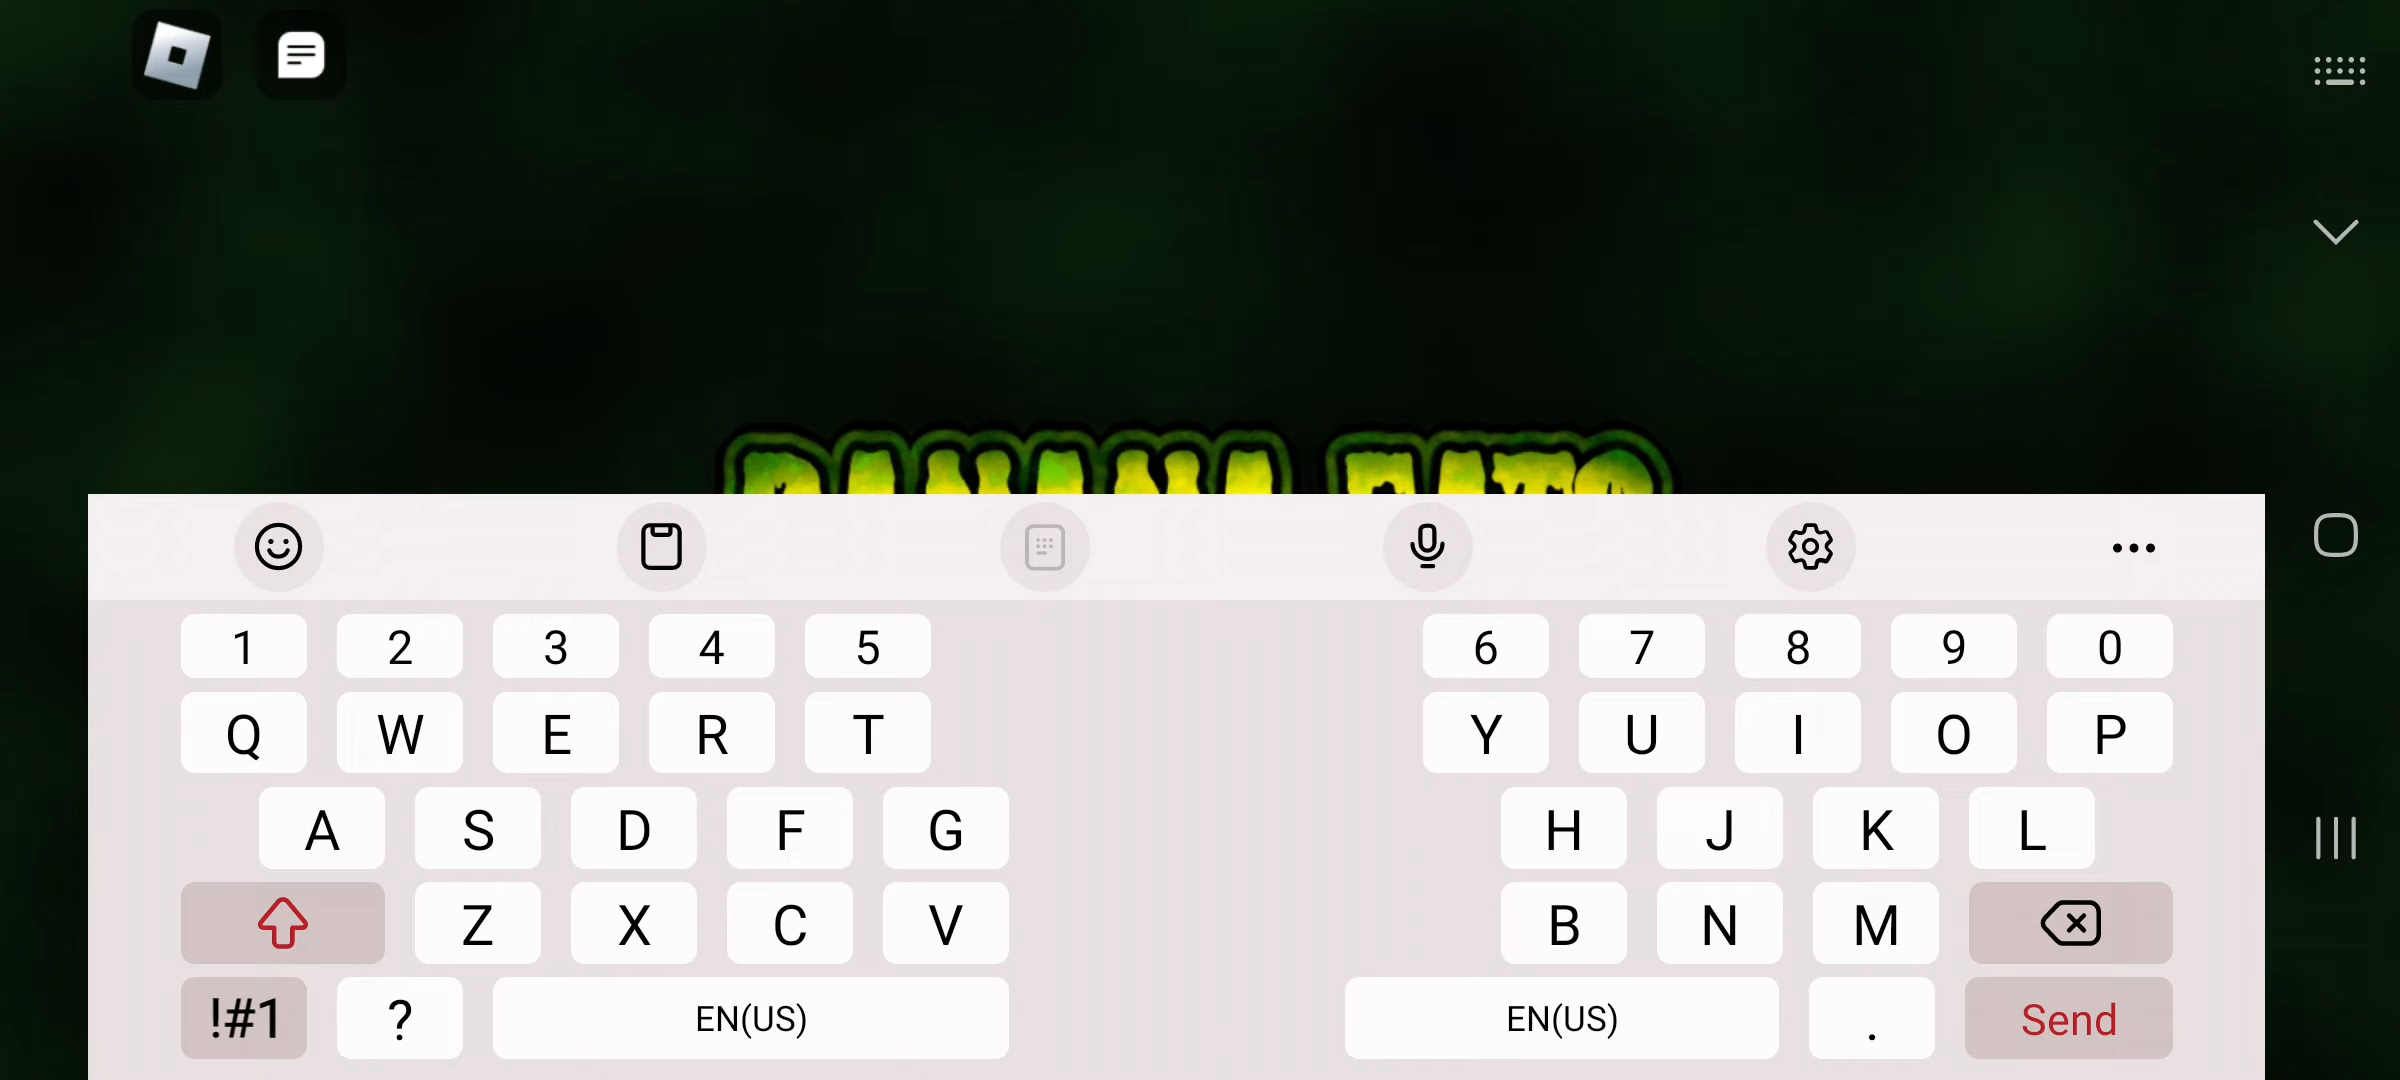 1 2 3 4 5 6 7 8 9 0
Q W E R T Y U I O P
A S D F G H J K L
Z X C V B N M
!#1 ? EN(US) EN(US) . Send